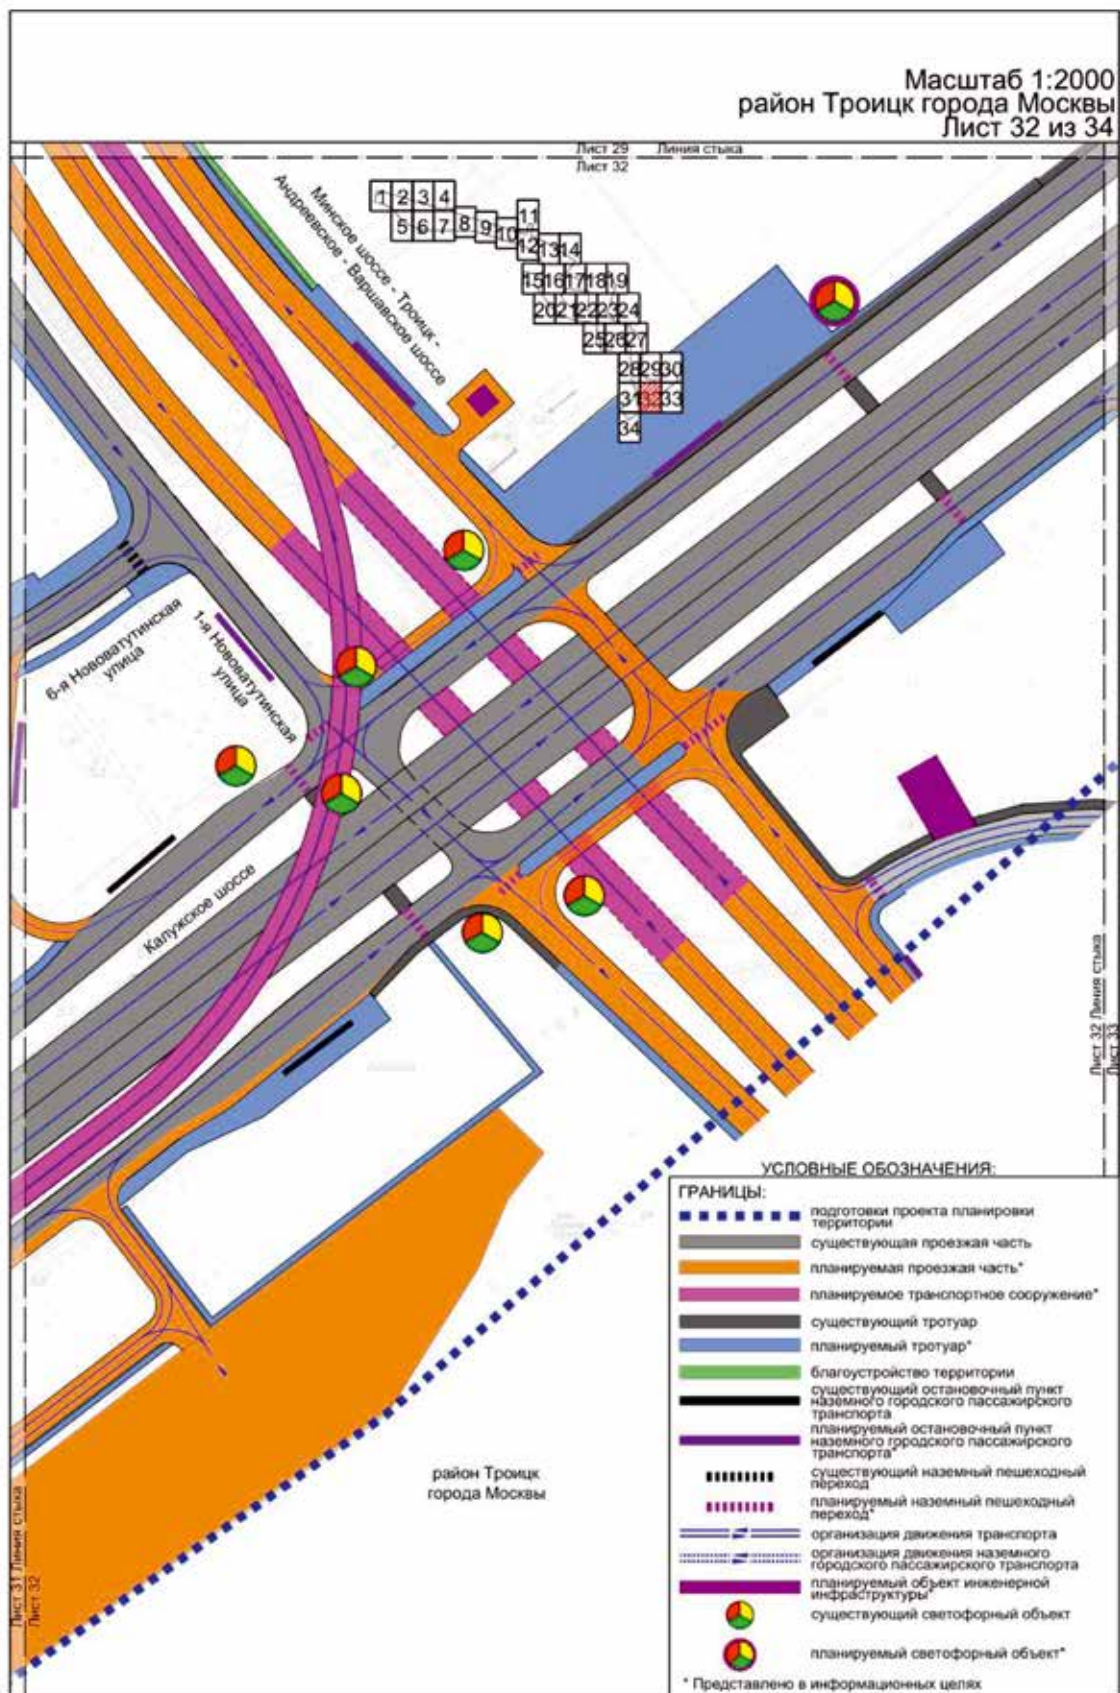 Масштаб 1:2000
район Троицк города Москвы
Лист 32 из 34
Лист 29 Линия стыка
Лист 32
Минское шоссе - Троицк -
Андреевское - Варшавское шоссе
1 2 3 4
5 6 7 8 9 10 11
12 13 14
15 16 17 18 19
20 21 22 23 24
25 26 27
28 29 30
31 32 33
34
6-я Нововатутинская
улица
1-я Нововатутинская
улица
Калужское шоссе
Лист 32 Линия стыка
Лист 33
район Троицк
города Москвы
Лист 31 Линия стыка
Лист 32
УСЛОВНЫЕ ОБОЗНАЧЕНИЯ:
ГРАНИЦЫ:
подготовки проекта планировки
территории
существующая проезжая часть
планируемая проезжая часть*
планируемое транспортное сооружение*
существующий тротуар
планируемый тротуар*
благоустройство территории
существующий остановочный пункт
наземного городского пассажирского
транспорта
планируемый остановочный пункт
наземного городского пассажирского
транспорта*
существующий наземный пешеходный
переход
планируемый наземный пешеходный
переход*
организация движения транспорта
организация движения наземного
городского пассажирского транспорта
планируемый объект инженерной
инфраструктуры*
существующий светофорный объект
планируемый светофорный объект*
* Представлено в информационных целях